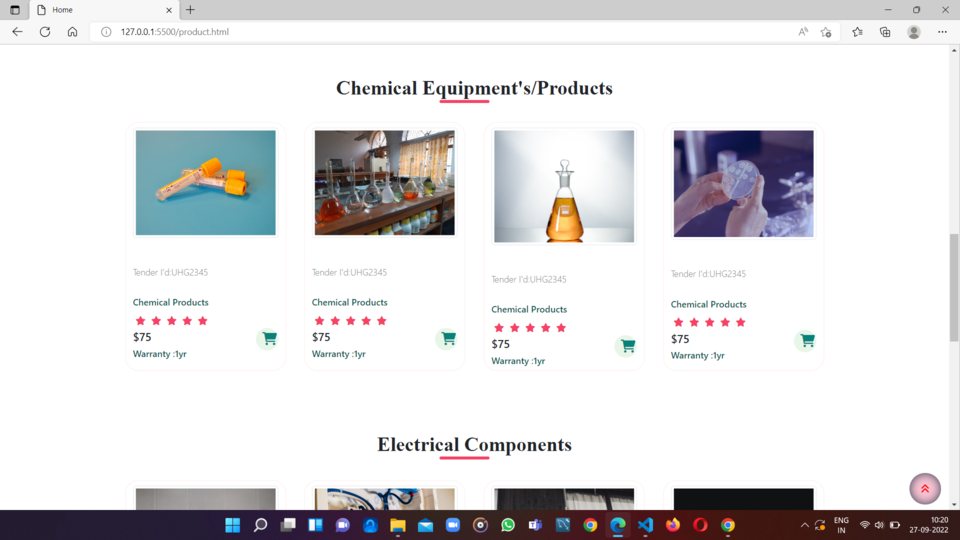 Home
127.0.0.1:5500/product.html
Chemical Equipment's/Products
Tender I'd:UHG2345
Chemical Products
$75
Warranty :1yr
Tender I'd:UHG2345
Chemical Products
$75
Warranty :1yr
Tender I'd:UHG2345
Chemical Products
$75
Warranty :1yr
Tender I'd:UHG2345
Chemical Products
$75
Warranty :1yr
Electrical Components
ENG
IN
10:20
27-09-2022